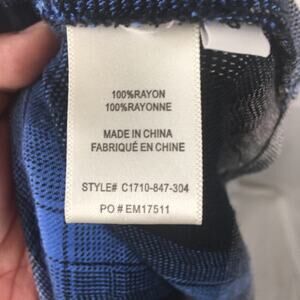 100%RAYON
100%RAYONNE
MADE IN CHINA
FABRIQUÉ EN CHINE
STYLE# C1710-847-304
PO # EM17511